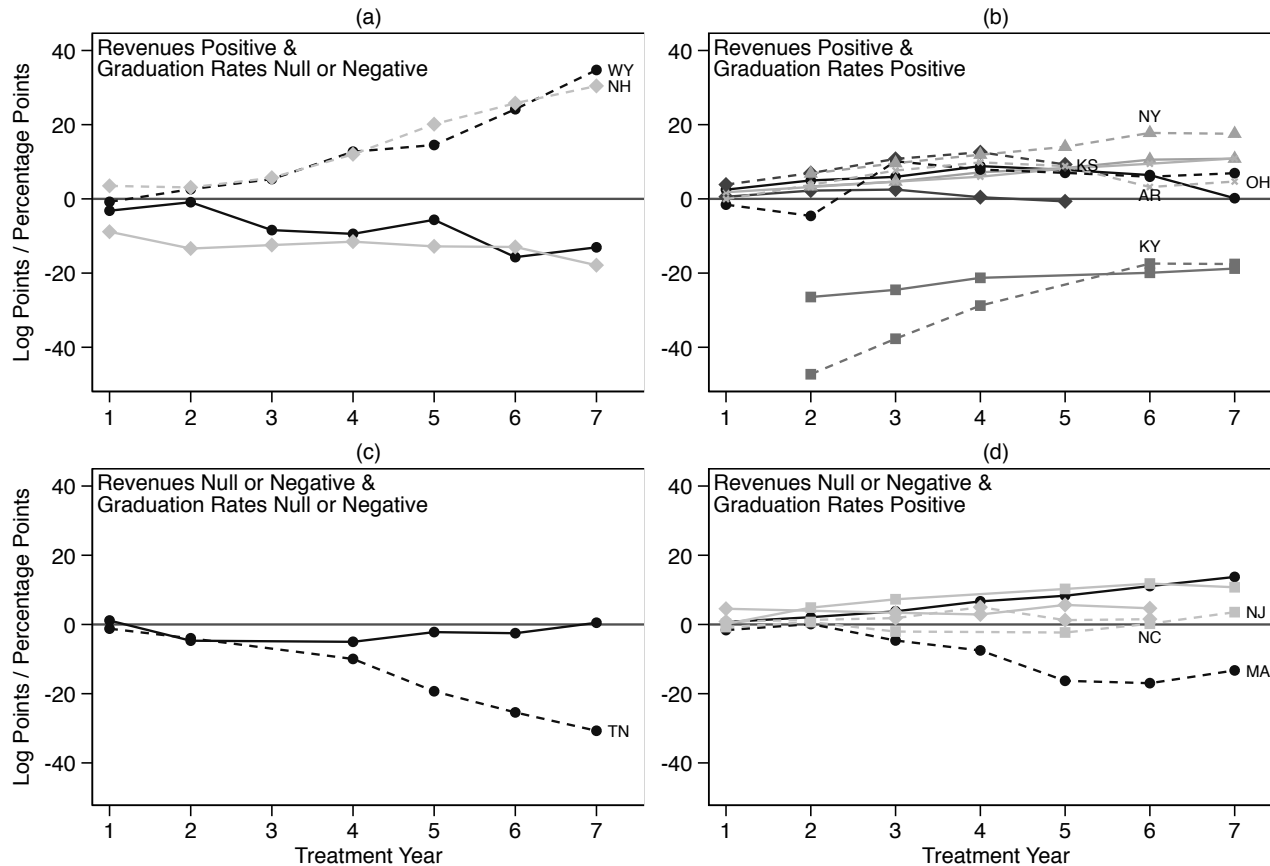 (a)
Revenues Positive &
Graduation Rates Null or Negative
40
20
0
-20
-40
Log Points / Percentage Points
WY
NH
1 2 3 4 5 6 7
(b)
Revenues Positive &
Graduation Rates Positive
40
20
0
-20
-40
NY
KS
OH
AR
KY
1 2 3 4 5 6 7
(c)
Revenues Null or Negative &
Graduation Rates Null or Negative
40
20
0
-20
-40
Log Points / Percentage Points
TN
1 2 3 4 5 6 7
Treatment Year
(d)
Revenues Null or Negative &
Graduation Rates Positive
40
20
0
-20
-40
NJ
NC
MA
1 2 3 4 5 6 7
Treatment Year